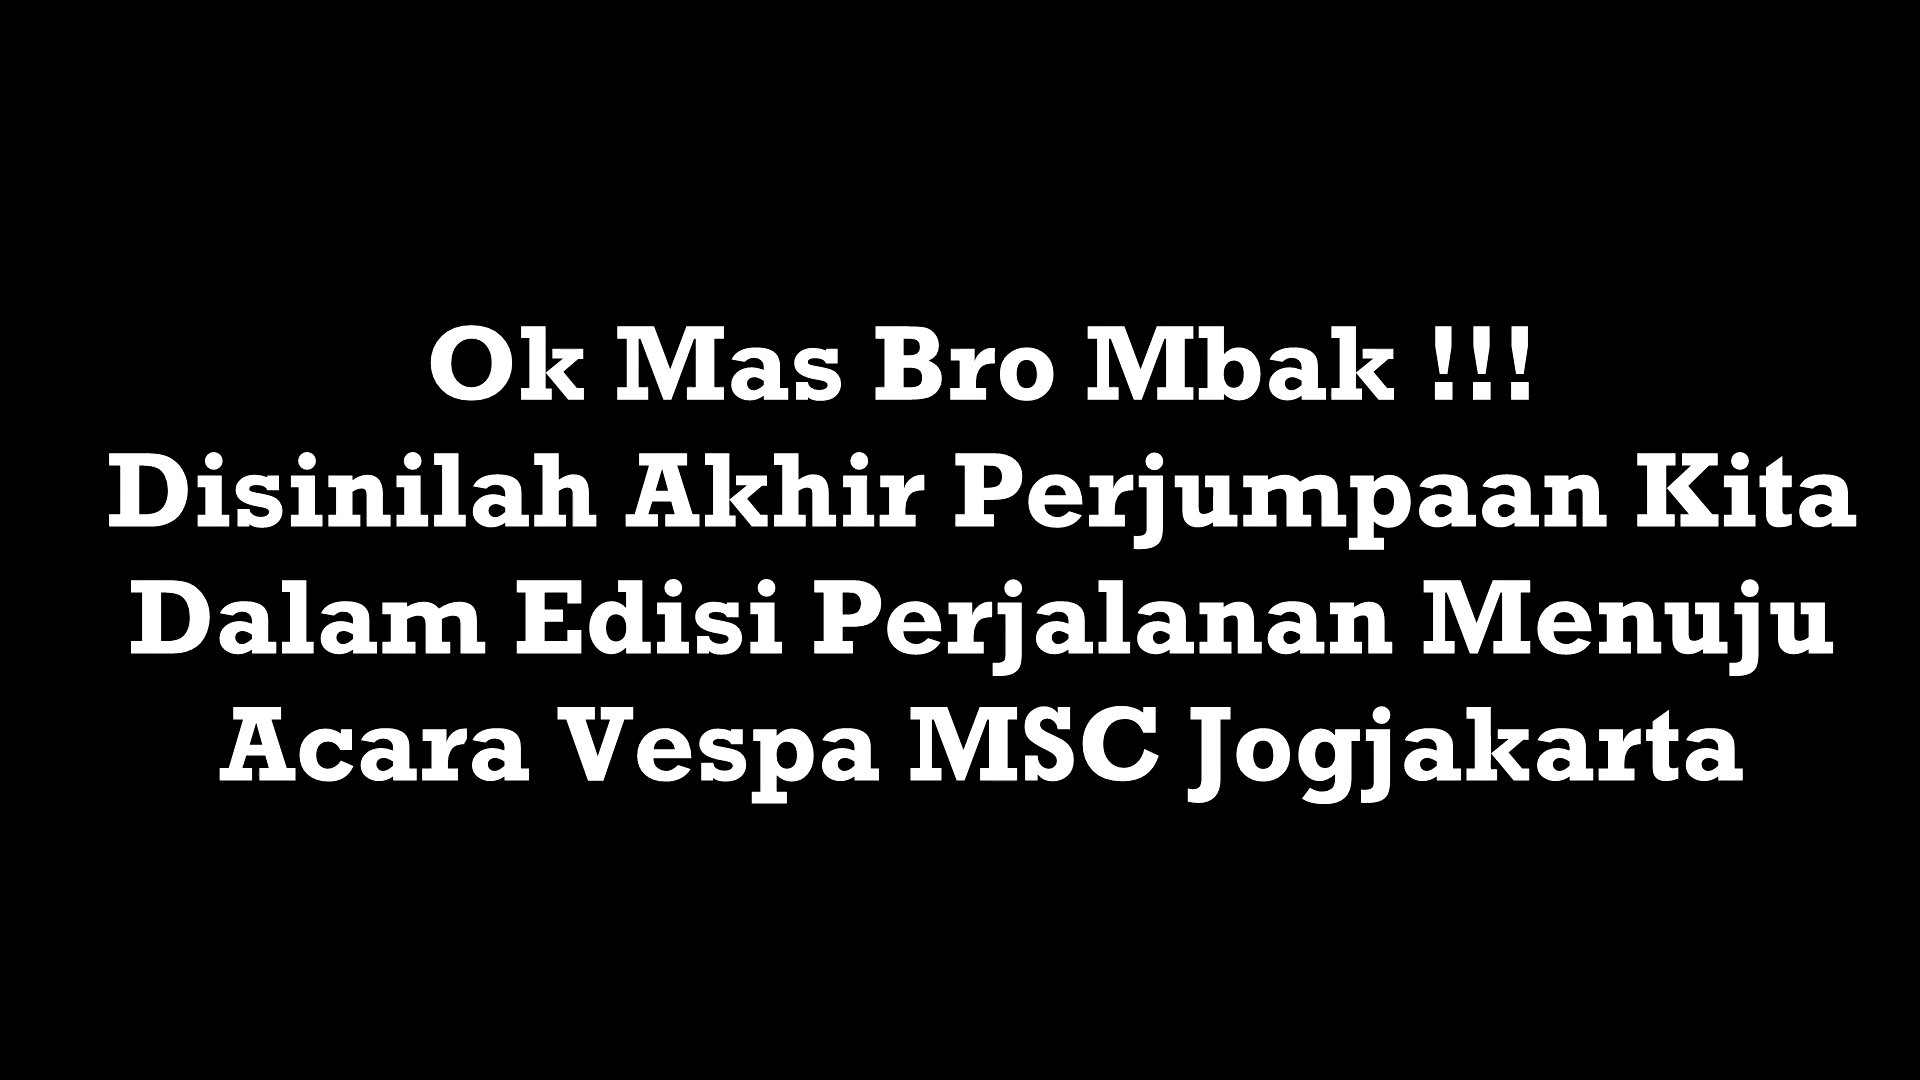 Ok Mas Bro Mbak !!!
Disinilah Akhir Perjumpaan Kita
Dalam Edisi Perjalanan Menuju
Acara Vespa MSC Jogjakarta